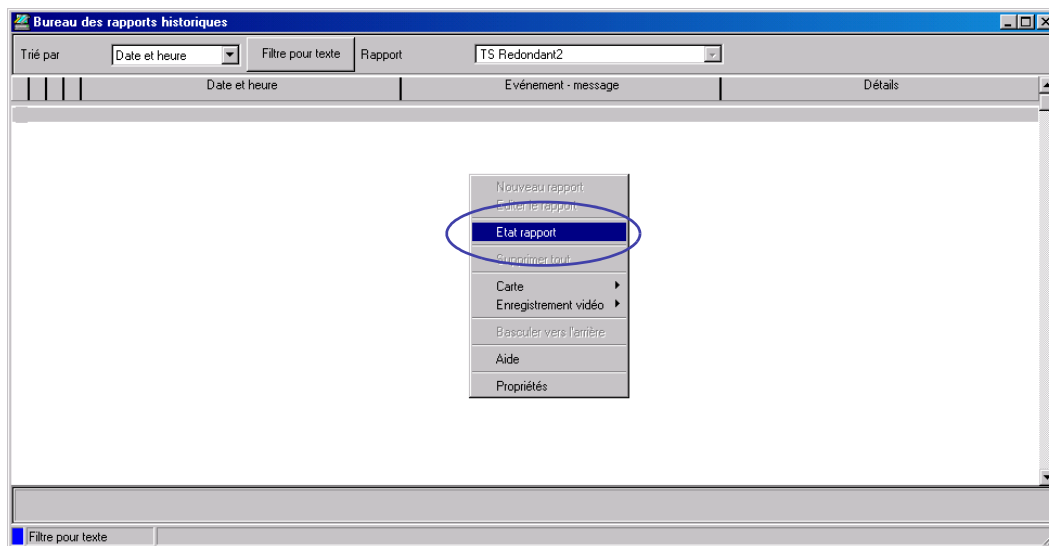 Bureau des rapports historiques
Trié par Date et heure Filtre pour texte Rapport TS Redondant2
Date et heure Evénement - message Détails
Nouveau rapport
Editer le rapport
Etat rapport
Supprimer tout
Carte
Enregistrement vidéo
Basculer vers l'arrière
Aide
Propriétés
Filtre pour texte